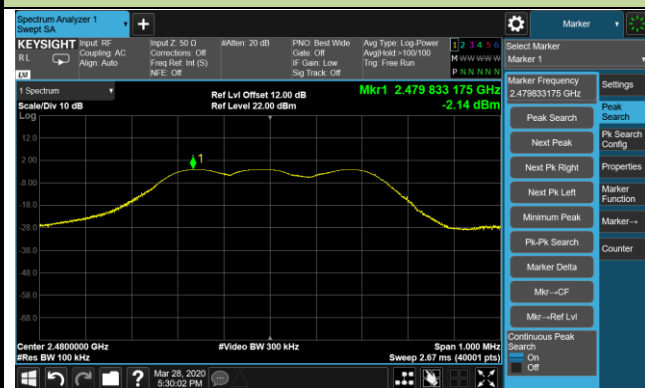 Spectrum Analyzer 1
Swept SA
Marker
KEYSIGHT
RL
LXI
Input: RF
Coupling: AC
Align: Auto
Input Z: 50 Ω
Corrections: Off
Freq Ref: Int (S)
NFE: Off
#Atten: 20 dB
PNO: Best Wide
Gate: Off
IF Gain: Low
Sig Track: Off
Avg Type: Log-Power
Avg|Hold:>100/100
Trig: Free Run
1 2 3 4 5 6
M W W W W W
P N N N N N
Select Marker
Marker 1
1 Spectrum
Scale/Div 10 dB
Log
Ref Lvl Offset 12.00 dB
Ref Level 22.00 dBm
Mkr1 2.479 833 175 GHz
-2.14 dBm
1
12.0
2.00
-8.00
-18.0
-28.0
-38.0
-48.0
-58.0
-68.0
Center 2.4800000 GHz
#Res BW 100 kHz
#Video BW 300 kHz
Span 1.000 MHz
Sweep 2.67 ms (40001 pts)
Marker Frequency
2.479833175 GHz
Peak Search
Next Peak
Next Pk Right
Next Pk Left
Minimum Peak
Pk-Pk Search
Marker Delta
Mkr→CF
Mkr→Ref Lvl
Continuous Peak
Search
On
Off
Settings
Peak
Search
Pk Search
Config
Properties
Marker
Function
Marker→
Counter
?
Mar 28, 2020
5:30:02 PM